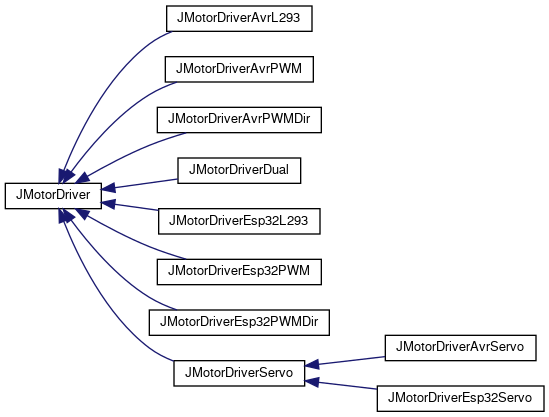 JMotorDriverAvrL293
JMotorDriverAvrPWM
JMotorDriverAvrPWMDir
JMotorDriverDual
JMotorDriver
JMotorDriverEsp32L293
JMotorDriverEsp32PWM
JMotorDriverEsp32PWMDir
JMotorDriverServo
JMotorDriverAvrServo
JMotorDriverEsp32Servo